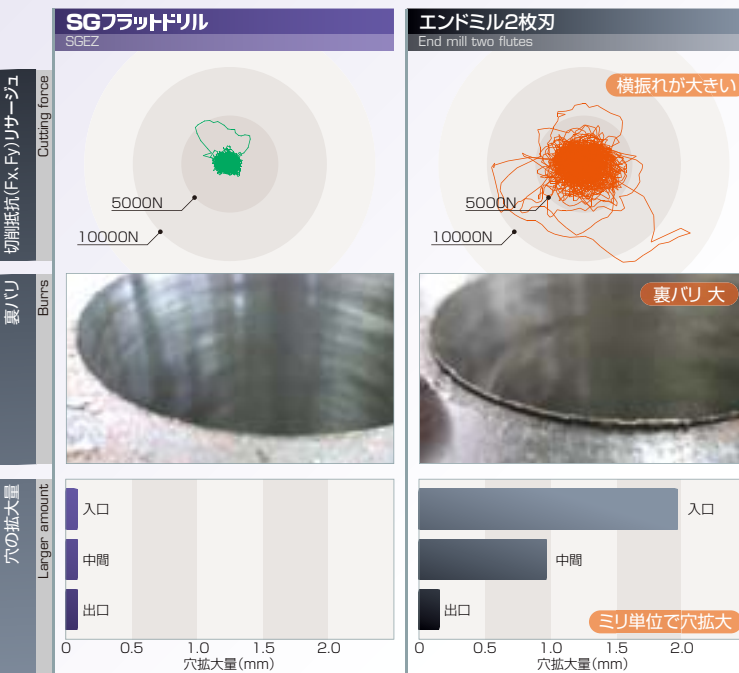 SGフラットドリル
SGEZ
エンドミル2枚刃
End mill two flutes
切削抵抗(Fx、Fy)リサージュ
Cutting force
5000N
10000N
横振れが大きい
5000N
10000N
裏バリ
Burrs
裏バリ 大
穴の拡大量
Larger amount
入口
中間
出口
0 0.5 1.0 1.5 2.0
穴拡大量(mm)
入口
中間
出口
ミリ単位で穴拡大
0 0.5 1.0 1.5 2.0
穴拡大量(mm)